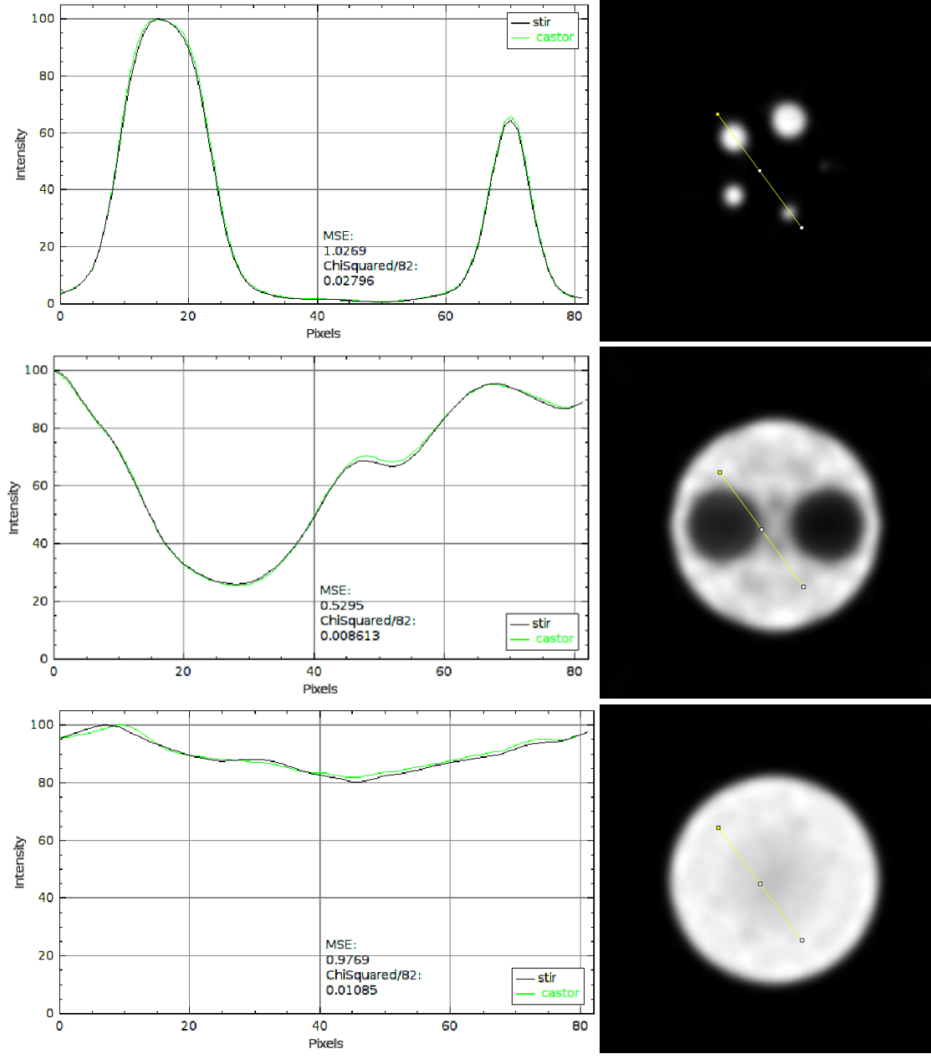 100
80
60
40
20
0
Intensity
stir
castor
MSE:
1.0269
ChiSquared/82:
0.02796
0
20
40
60
80
Pixels
100
80
60
40
20
0
Intensity
MSE:
0.5295
ChiSquared/82:
0.008613
stir
castor
0
20
40
60
80
Pixels
100
80
60
40
20
0
Intensity
MSE:
0.9769
ChiSquared/82:
0.01085
stir
castor
0
20
40
60
80
Pixels